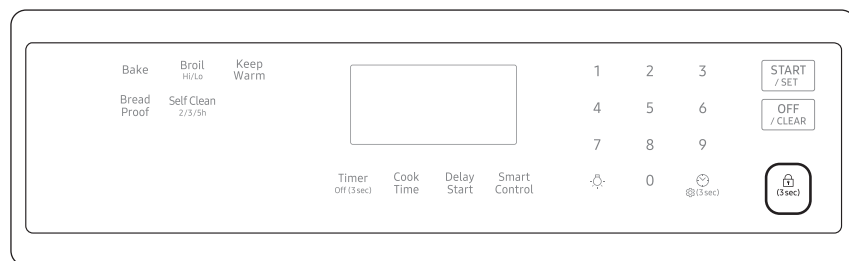 Bake
Broil
Hi/Lo
Keep
Warm
Bread
Proof
Self Clean
2/3/5h
Timer
Off (3 sec)
Cook
Time
Delay
Start
Smart
Control
1 2 3
4 5 6
7 8 9
0
(3 sec)
START
/ SET
OFF
/ CLEAR
(3 sec)